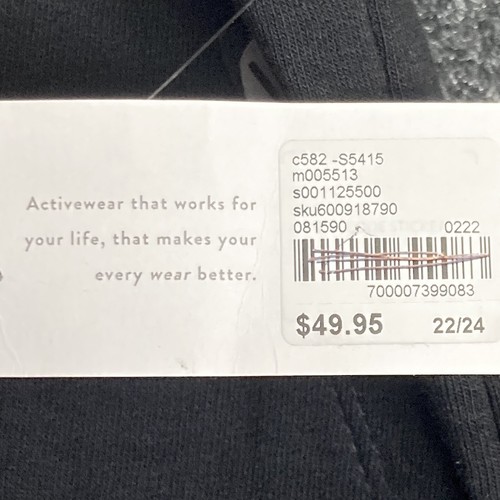 Activewear that works for
your life, that makes your
every wear better.
c582 -S5415
m005513
s001125500
sku600918790
081590 0222
700007399083
$49.95 22/24